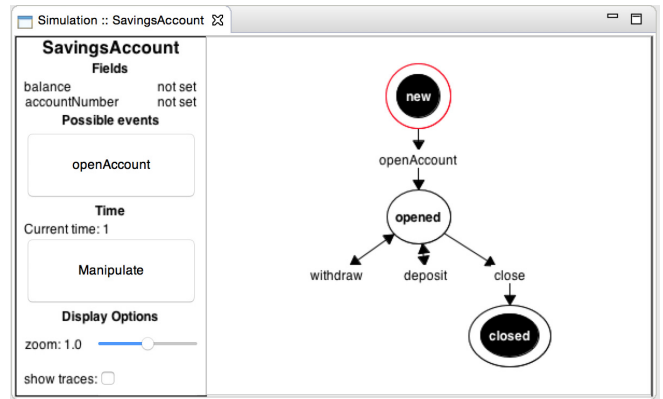 Simulation :: SavingsAccount
SavingsAccount
Fields
balance not set
accountNumber not set
Possible events
openAccount
Time
Current time: 1
Manipulate
Display Options
zoom: 1.0
show traces:
new
openAccount
opened
withdraw deposit close
closed